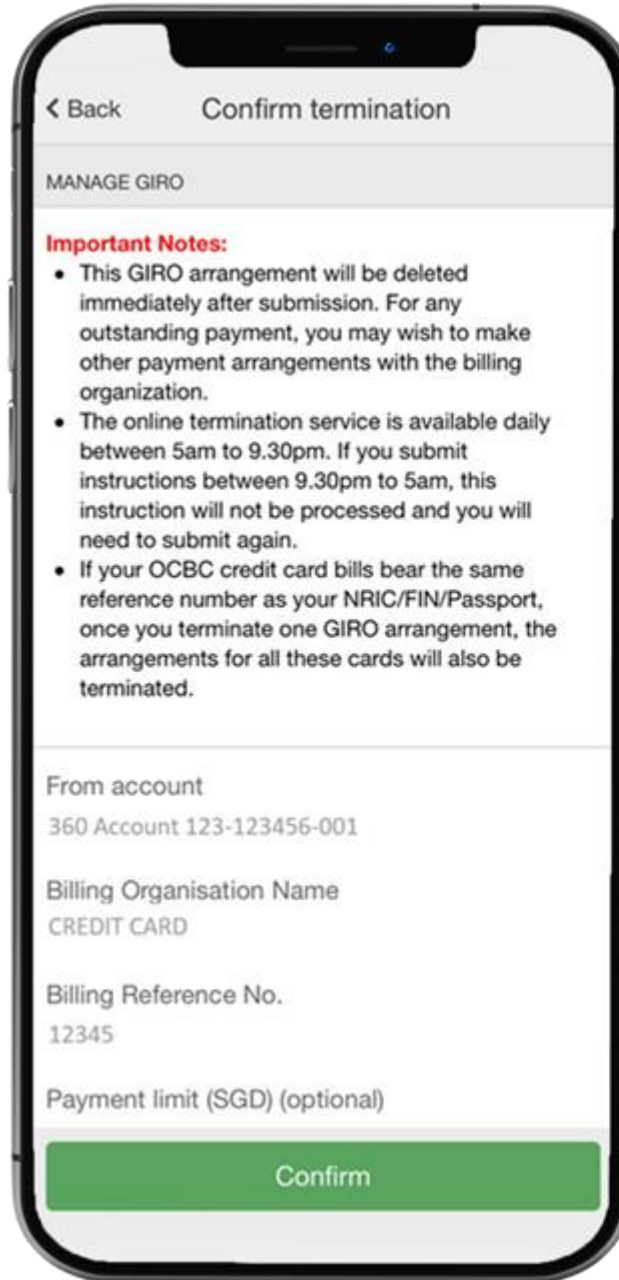 Back
Confirm termination
MANAGE GIRO
Important Notes:
• This GIRO arrangement will be deleted
immediately after submission. For any
outstanding payment, you may wish to make
other payment arrangements with the billing
organization.
• The online termination service is available daily
between 5am to 9.30pm. If you submit
instructions between 9.30pm to 5am, this
instruction will not be processed and you will
need to submit again.
• If your OCBC credit card bills bear the same
reference number as your NRIC/FIN/Passport,
once you terminate one GIRO arrangement, the
arrangements for all these cards will also be
terminated.
From account
360 Account 123-123456-001
Billing Organisation Name
CREDIT CARD
Billing Reference No.
12345
Payment limit (SGD) (optional)
Confirm